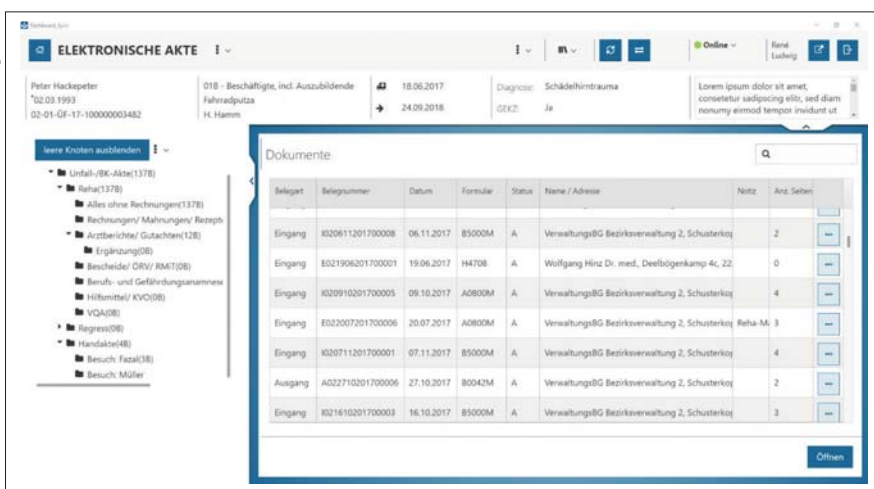 Dashboard_Sync
ELEKTRONISCHE AKTE
Online
René
Ludwig
Peter Hackepeter
*02.03.1993
02-01-ÜF-17-100000003482
018 - Beschäftigte, incl. Auszubildende
Fahrradputza
H. Hamm
18.06.2017
24.09.2018
Diagnose: Schädelhirntrauma
GEKZ: Ja
Lorem ipsum dolor sit amet,
consetetur sadipscing elitr, sed diam
nonumy eirmod tempor invidunt ut
leere Knoten ausblenden
Unfall-/BK-Akte(137B)
Reha(137B)
Alles ohne Rechnungen(137B)
Rechnungen/ Mahnungen/ Rezept
Arztberichte/ Gutachten(12B)
Ergänzung(0B)
Bescheide/ ÖRV/ RMiT(0B)
Berufs- und Gefährdungsanamnese
Hilfsmittel/ KVO(0B)
VQA(0B)
Regress(0B)
Handakte(4B)
Besuch: Fazal(3B)
Besuch: Müller
Dokumente
Belegart Belegnummer Datum Formular Status Name / Adresse Notiz Anz. Seiten
Eingang I020611201700008 06.11.2017 B5000M A VerwaltungsBG Bezirksverwaltung 2, Schusterkop 2
Eingang E021906201700001 19.06.2017 H4708 A Wolfgang Hinz Dr. med., Deelbögenkamp 4c, 22 0
Eingang I020910201700005 09.10.2017 A0800M A VerwaltungsBG Bezirksverwaltung 2, Schusterkop 4
Eingang E022007201700006 20.07.2017 A0800M A VerwaltungsBG Bezirksverwaltung 2, Schusterkop Reha-M 3
Eingang I020711201700001 07.11.2017 B5000M A VerwaltungsBG Bezirksverwaltung 2, Schusterkop 4
Ausgang A022710201700006 27.10.2017 B0042M A VerwaltungsBG Bezirksverwaltung 2, Schusterkop 2
Eingang I021610201700003 16.10.2017 B5000M A VerwaltungsBG Bezirksverwaltung 2, Schusterkop 3
Öffnen